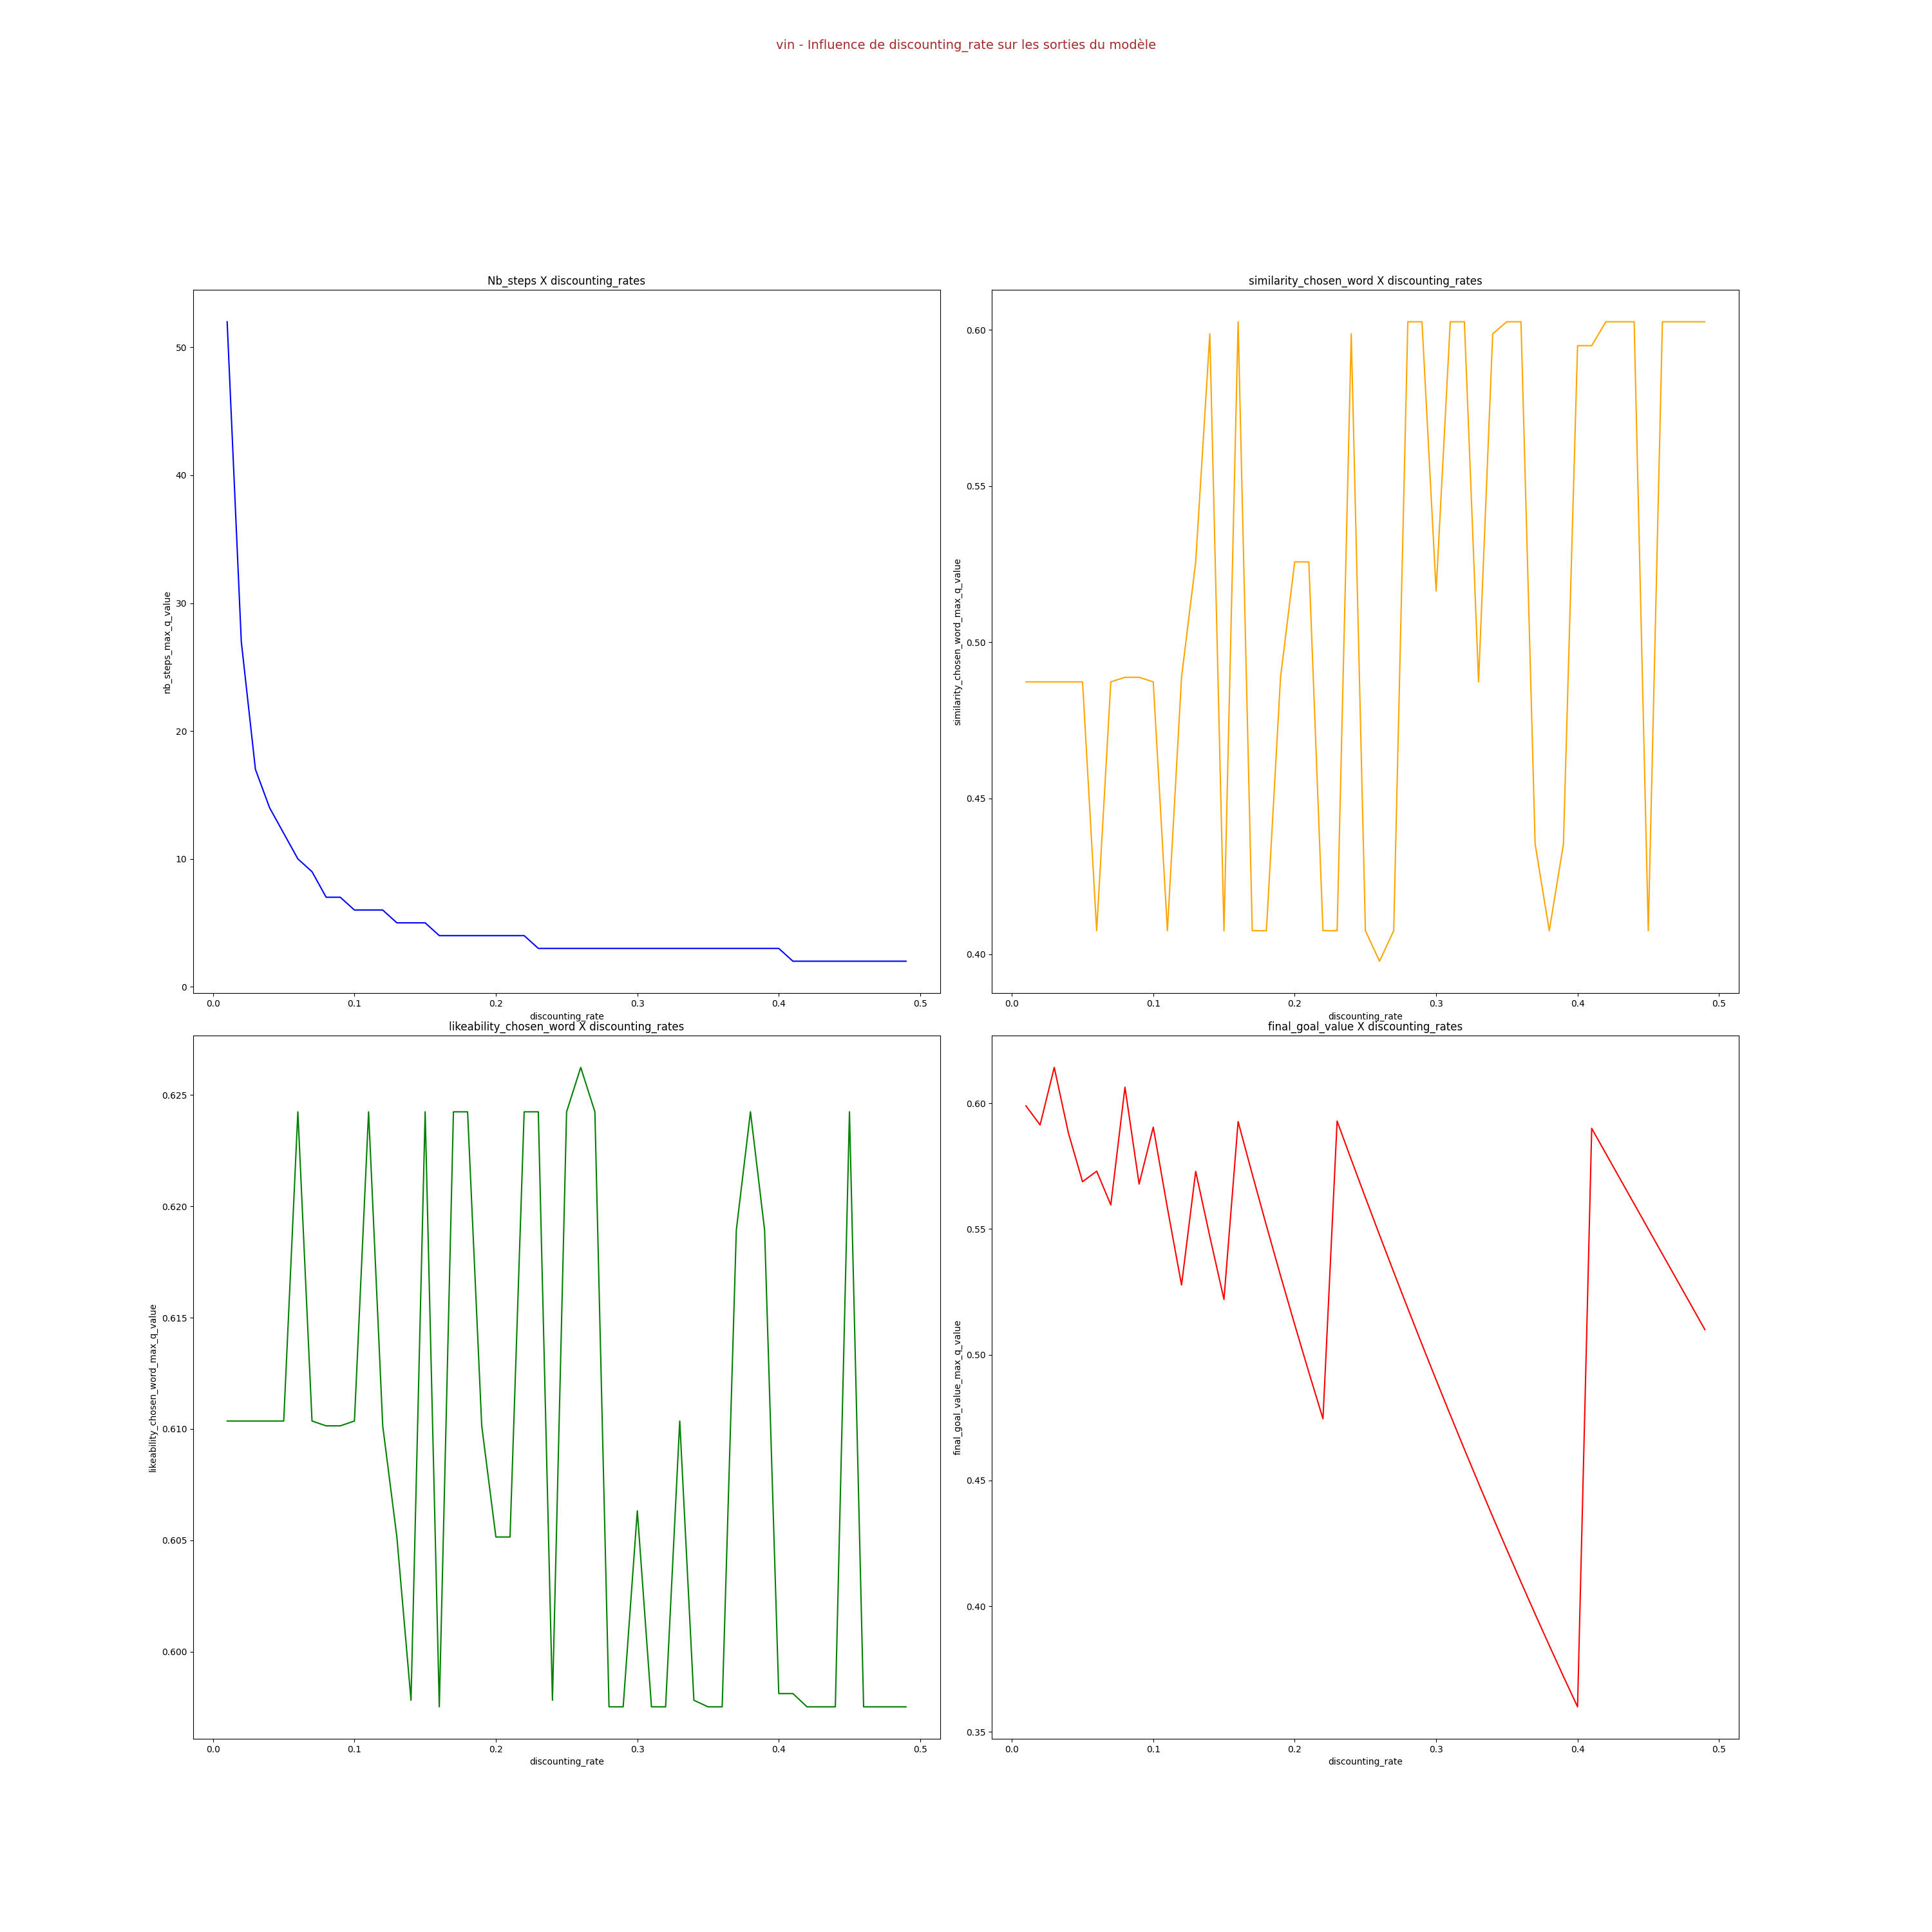 vin - Influence de discounting_rate sur les sorties du modèle
Nb_steps X discounting_rates
nb_steps_max_q_value
50
40
30
20
10
0
0.0 0.1 0.2 0.3 0.4 0.5
discounting_rate
similarity_chosen_word X discounting_rates
similarity_chosen_word_max_q_value
0.60
0.55
0.50
0.45
0.40
0.0 0.1 0.2 0.3 0.4 0.5
discounting_rate
likeability_chosen_word X discounting_rates
likeability_chosen_word_max_q_value
0.625
0.620
0.615
0.610
0.605
0.600
0.0 0.1 0.2 0.3 0.4 0.5
discounting_rate
final_goal_value X discounting_rates
final_goal_value_max_q_value
0.60
0.55
0.50
0.45
0.40
0.35
0.0 0.1 0.2 0.3 0.4 0.5
discounting_rate